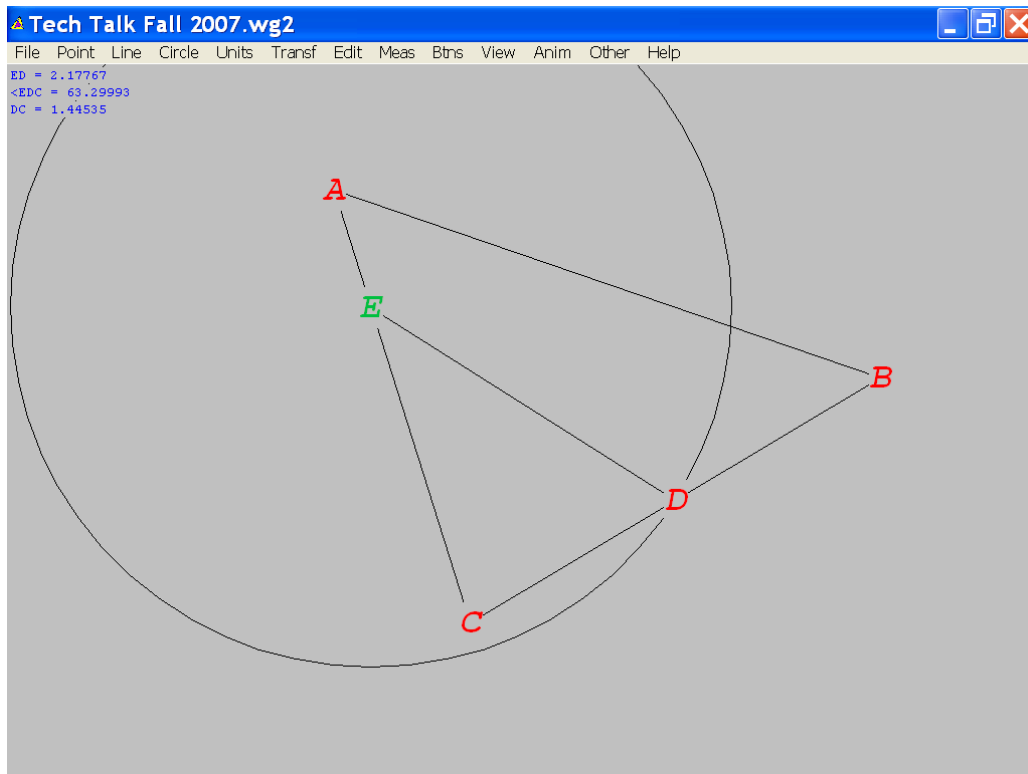 Tech Talk Fall 2007.wg2
File Point Line Circle Units Transf Edit Meas Btns View Anim Other Help
ED = 2.17767
<EDC = 63.29993
DC = 1.44535
A
E
B
D
C